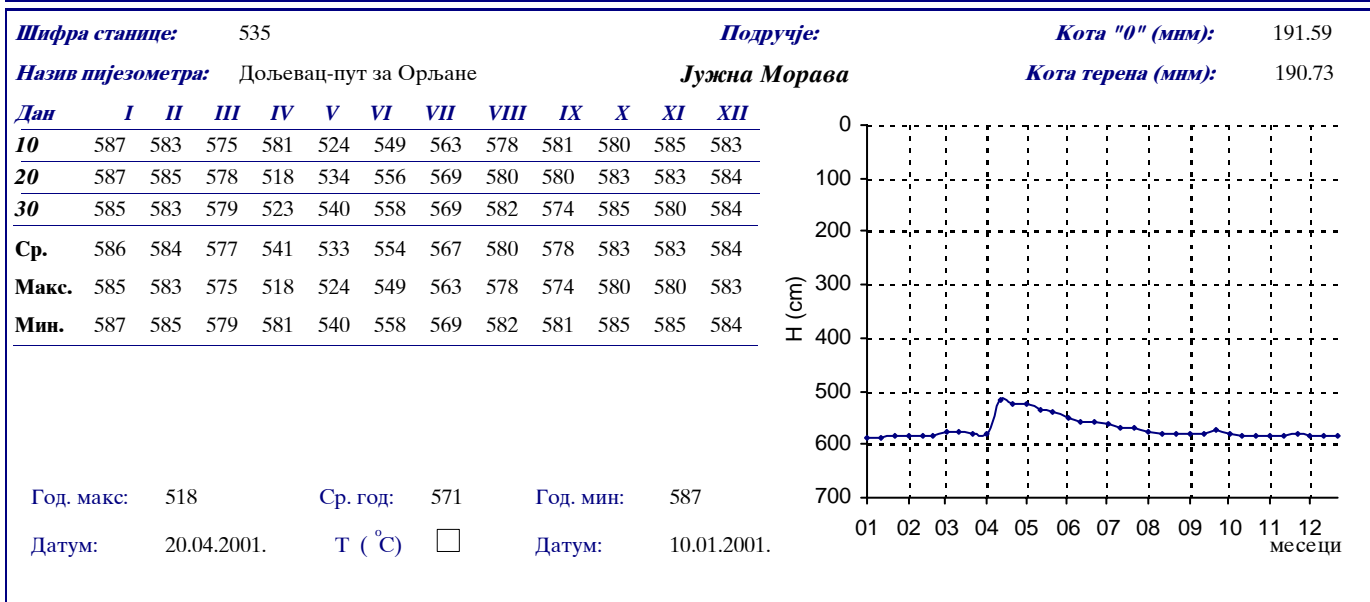 Шифра станице: 535 Подручје: Кота "0" (мнм): 191.59
Назив пијезометра: Дољевац-пут за Орљане Јужна Морава Кота терена (мнм): 190.73
Дан I II III IV V VI VII VIII IX X XI XII
10 587 583 575 581 524 549 563 578 581 580 585 583
20 587 585 578 518 534 556 569 580 580 583 583 584
30 585 583 579 523 540 558 569 582 574 585 580 584
Ср. 586 584 577 541 533 554 567 580 578 583 583 584
Макс. 585 583 575 518 524 549 563 578 574 580 580 583
Мин. 587 585 579 581 540 558 569 582 581 585 585 584
Год. макс: 518 Ср. год: 571 Год. мин: 587
Датум: 20.04.2001. Т ( °C) Датум: 10.01.2001.
0
100
200
300
400
500
600
700
H (cm)
01 02 03 04 05 06 07 08 09 10 11 12
месеци